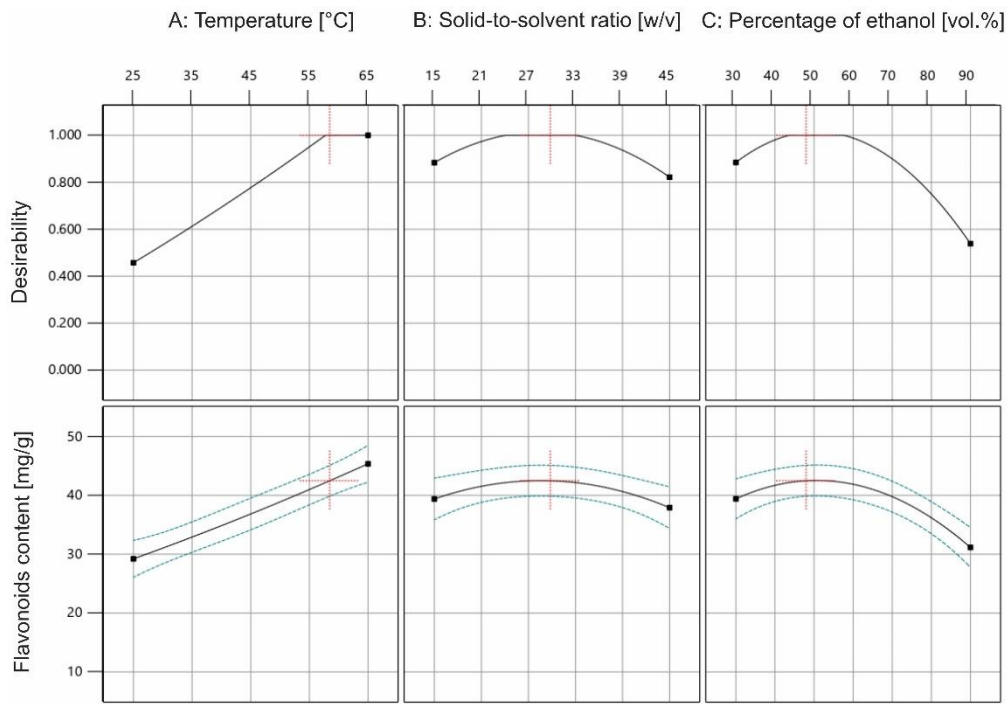 A: Temperature [°C] B: Solid-to-solvent ratio [w/v] C: Percentage of ethanol [vol.%]
25 35 45 55 65 15 21 27 33 39 45 30 40 50 60 70 80 90
Desirability
1.000
0.800
0.600
0.400
0.200
0.000
Flavonoids content [mg/g]
50
40
30
20
10